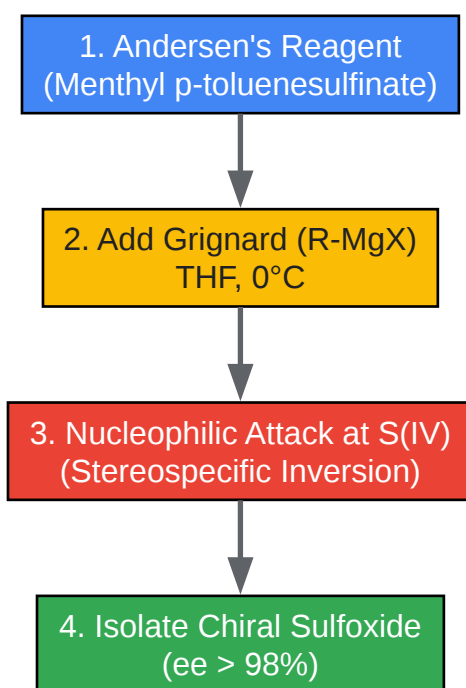 1. Andersen's Reagent
(Menthyl p-toluenesulfinate)
2. Add Grignard (R-MgX)
THF, 0°C
3. Nucleophilic Attack at S(IV)
(Stereospecific Inversion)
4. Isolate Chiral Sulfoxide
(ee > 98%)